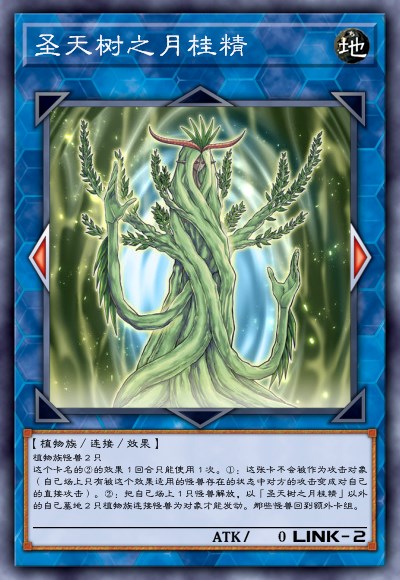 圣天树之月桂精
地
【植物族／连接／效果】
植物族怪兽2只
这个卡名的②的效果1回合只能使用1次。①：这张卡不会被作为攻击对象
（自己场上只有被这个效果适用的怪兽存在的状态中对方的攻击变成对自己
的直接攻击）。②：把自己场上1只怪兽解放，以「圣天树之月桂精」以外
的自己墓地2只植物族连接怪兽为对象才能发动。那些怪兽回到额外卡组。
ATK/ 0 LINK-2